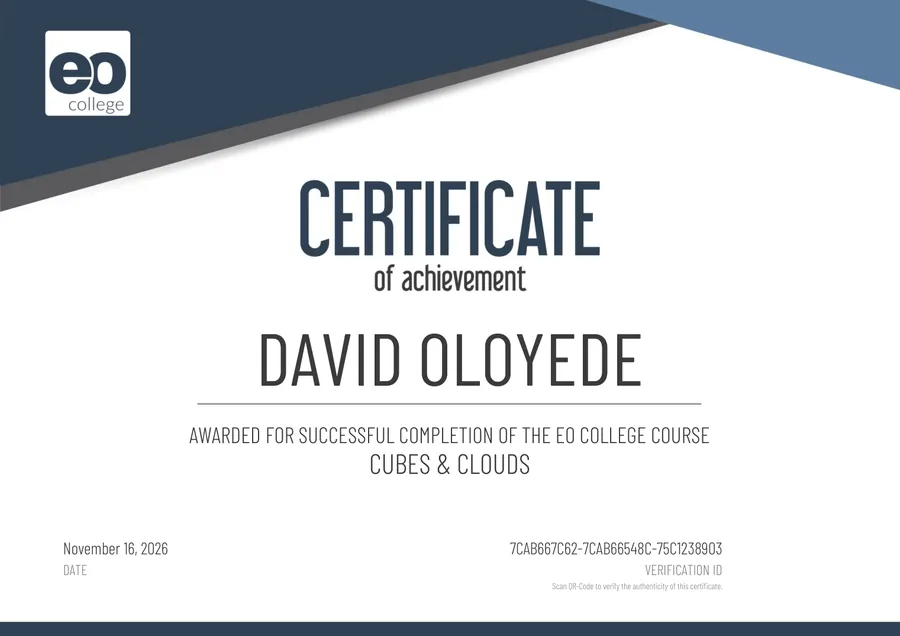 eo
college
CERTIFICATE
of achievement
DAVID OLOYEDE
AWARDED FOR SUCCESSFUL COMPLETION OF THE EO COLLEGE COURSE
CUBES & CLOUDS
November 16, 2026
DATE
7CAB667C62-7CAB66548C-75C1238903
VERIFICATION ID
Scan QR-Code to verify the authenticity of this certificate.